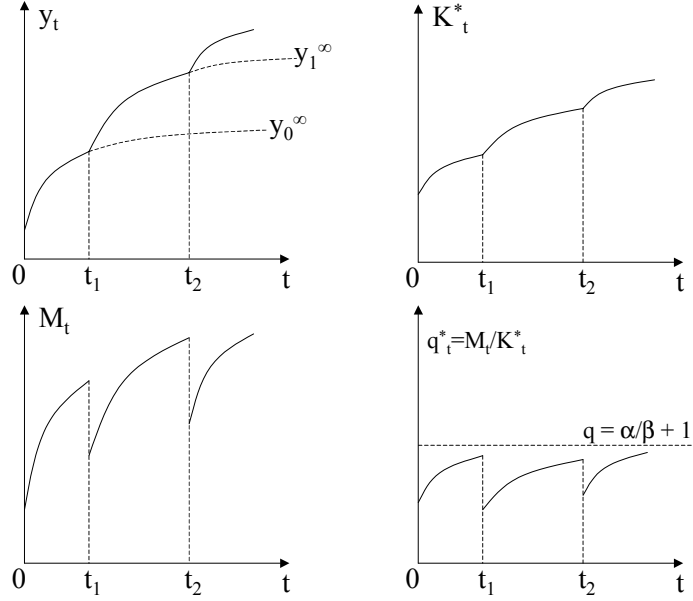 y_t
y_1^∞
y_0^∞
0 t_1 t_2 t
K^*_t
0 t_1 t_2 t
M_t
0 t_1 t_2 t
q^*_t=M_t/K^*_t
q = α/β + 1
0 t_1 t_2 t